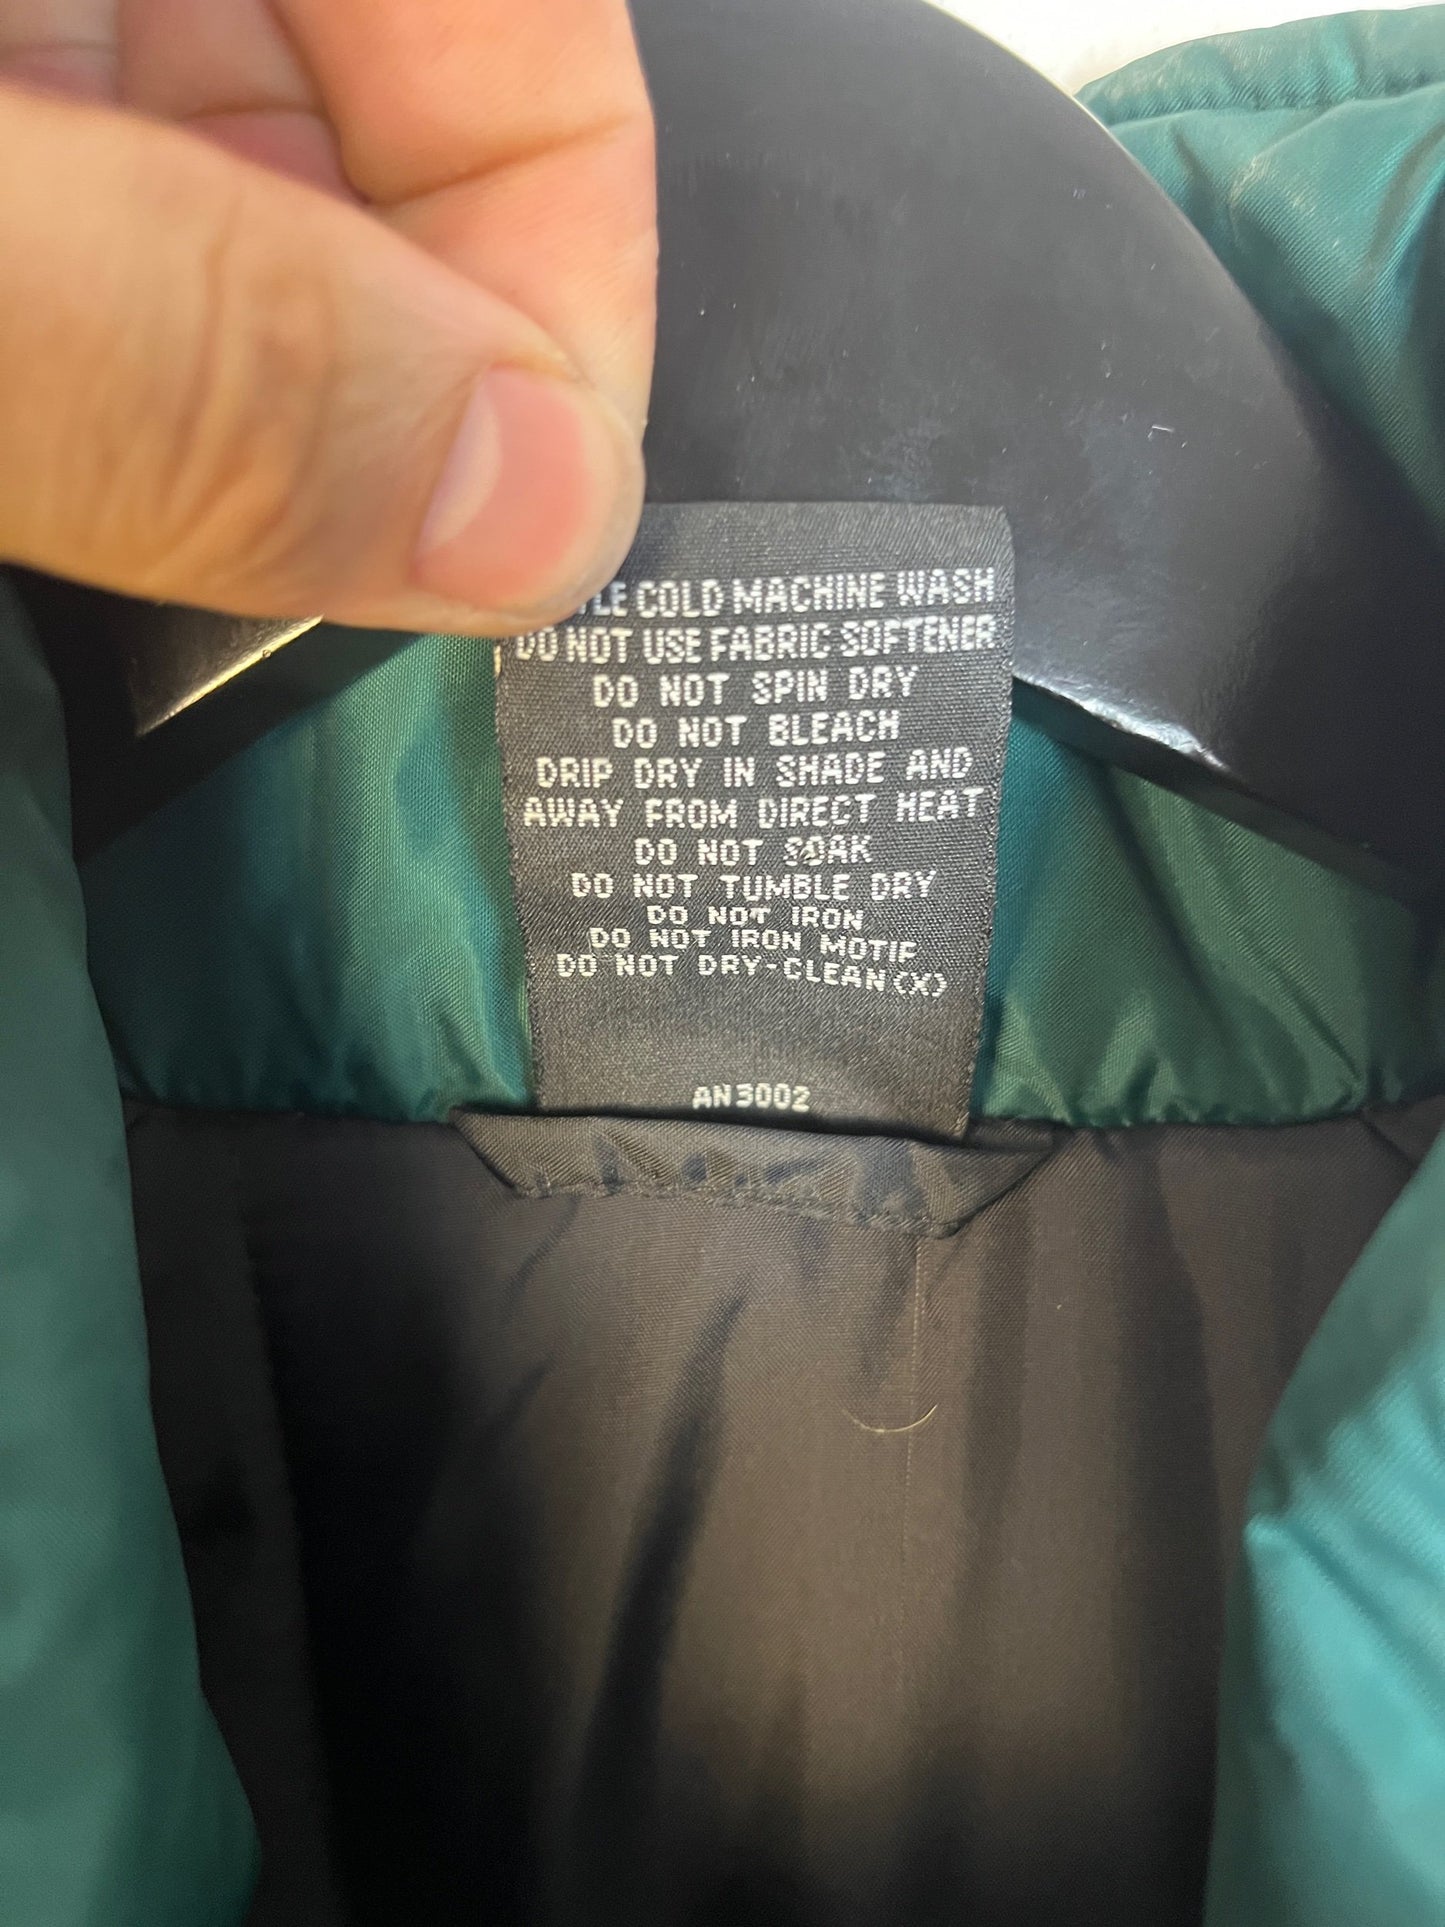 COLD MACHINE WASH
DO NOT USE FABRIC SOFTENER
DO NOT SPIN DRY
DO NOT BLEACH
DRIP DRY IN SHADE AND
AWAY FROM DIRECT HEAT
DO NOT SOAK
DO NOT TUMBLE DRY
DO NOT IRON
DO NOT IRON MOTIF
DO NOT DRY-CLEAN (X)
AN3002